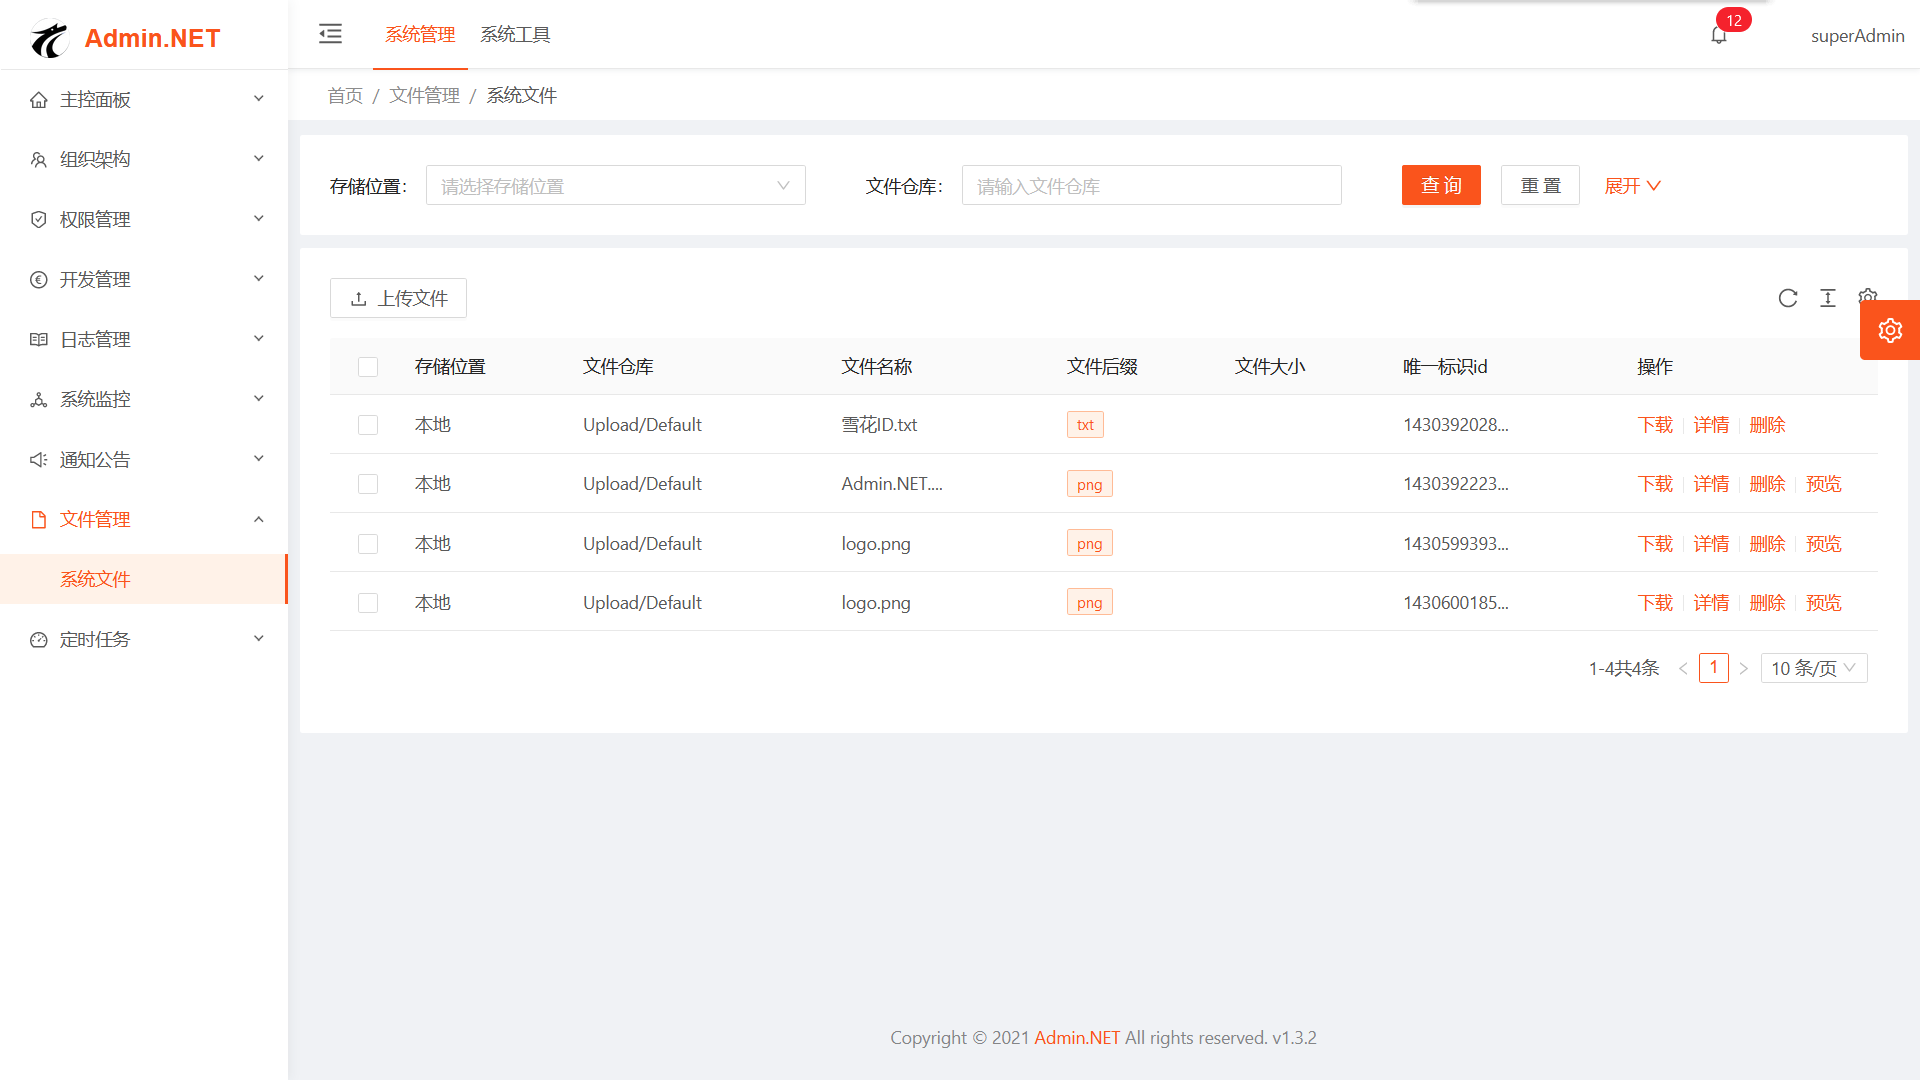 Admin.NET
系统管理 系统工具
12
superAdmin
主控面板
组织架构
权限管理
开发管理
日志管理
系统监控
通知公告
文件管理
系统文件
定时任务
首页 / 文件管理 / 系统文件
存储位置: 请选择存储位置 文件仓库: 请输入文件仓库 查 询 重 置 展开
上传文件
存储位置 文件仓库 文件名称 文件后缀 文件大小 唯一标识id 操作
本地 Upload/Default 雪花ID.txt txt 1430392028... 下载 详情 删除
本地 Upload/Default Admin.NET.... png 1430392223... 下载 详情 删除 预览
本地 Upload/Default logo.png png 1430599393... 下载 详情 删除 预览
本地 Upload/Default logo.png png 1430600185... 下载 详情 删除 预览
1-4共4条 < 1 > 10 条/页
Copyright © 2021 Admin.NET All rights reserved. v1.3.2